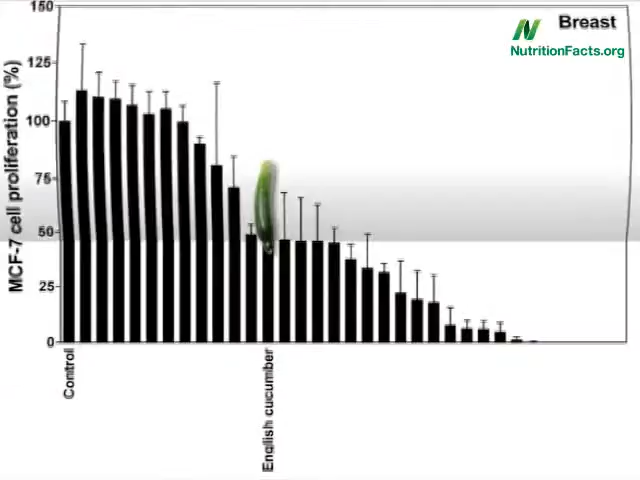 150
Breast
NutritionFacts.org
125
100
75
50
25
0
MCF-7 cell proliferation (%)
Control
English cucumber